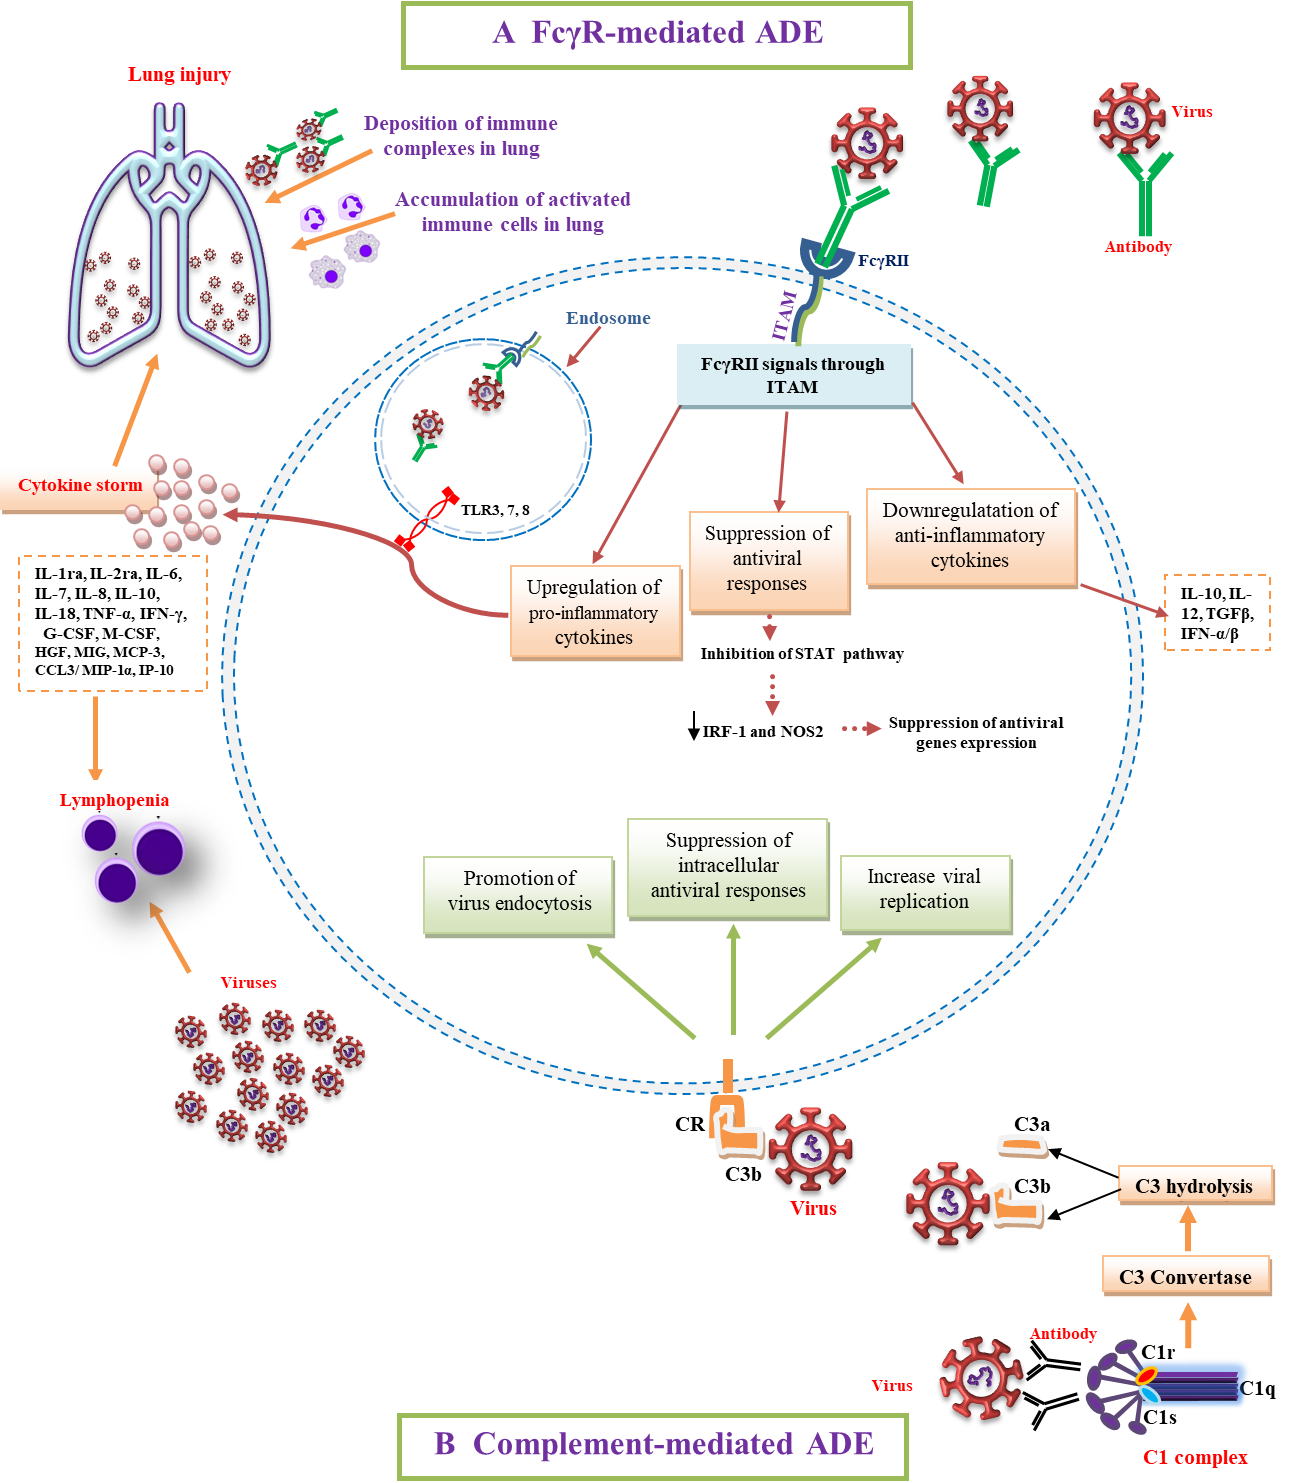 A FcγR-mediated ADE
Lung injury
Deposition of immune
complexes in lung
Accumulation of activated
immune cells in lung
Virus
Antibody
FcγRII
ITAM
Endosome
FcγRII signals through
ITAM
Cytokine storm
TLR3, 7, 8
Upregulation of
pro-inflammatory
cytokines
Suppression of
antiviral
responses
Downregulatation of
anti-inflammatory
cytokines
IL-1ra, IL-2ra, IL-6,
IL-7, IL-8, IL-10,
IL-18, TNF-α, IFN-γ,
G-CSF, M-CSF,
HGF, MIG, MCP-3,
CCL3/ MIP-1α, IP-10
IL-10, IL-
12, TGFβ,
IFN-α/β
Inhibition of STAT pathway
IRF-1 and NOS2
Suppression of antiviral
genes expression
Lymphopenia
Promotion of
virus endocytosis
Suppression of
intracellular
antiviral responses
Increase viral
replication
Viruses
CR
C3b
Virus
C3a
C3b
C3 hydrolysis
C3 Convertase
Antibody
Virus
C1r
C1q
C1s
C1 complex
B Complement-mediated ADE